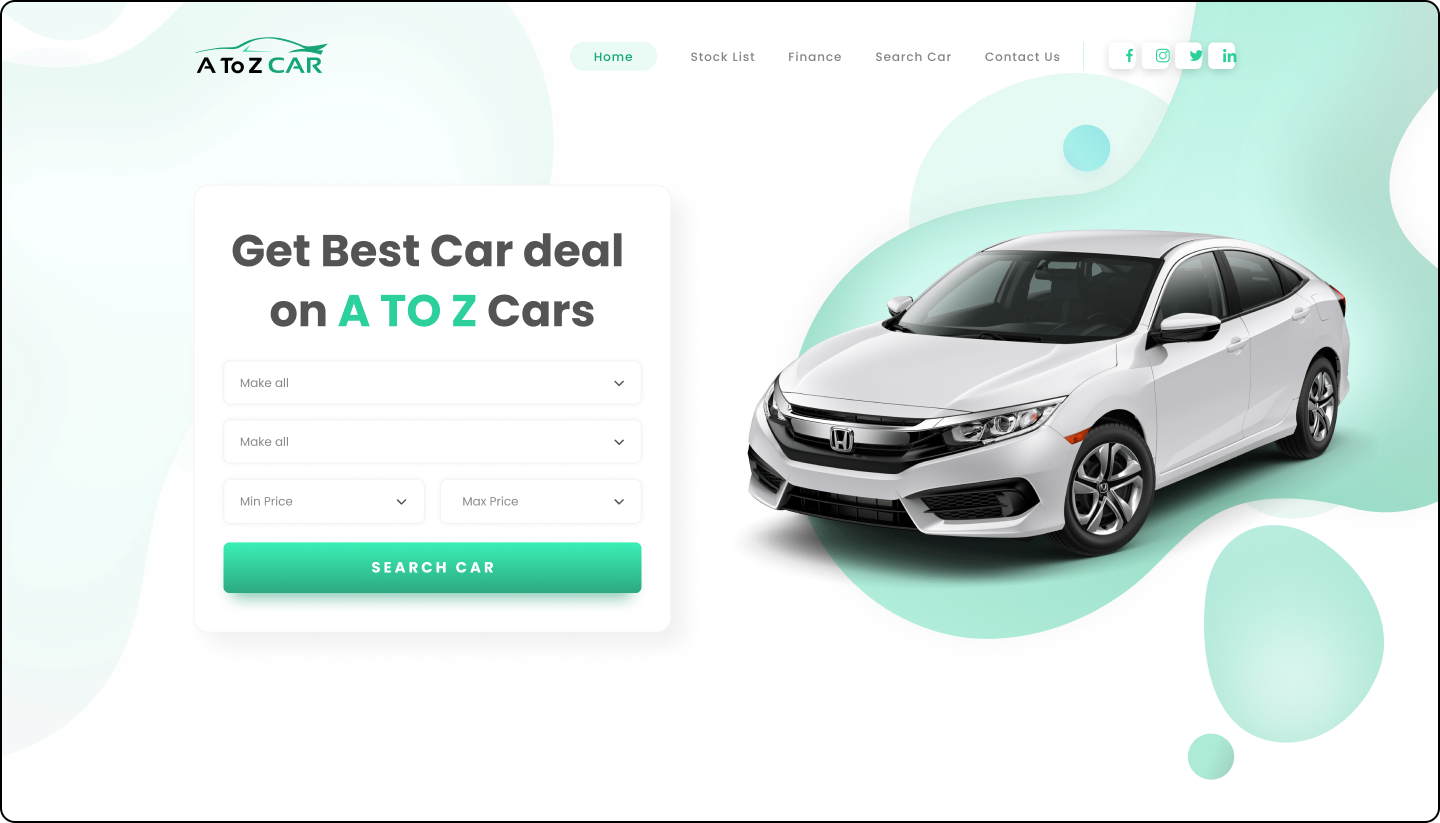 A To Z CAR
Home
Stock List
Finance
Search Car
Contact Us
Get Best Car deal
on A TO Z Cars
Make all
Make all
Min Price
Max Price
SEARCH CAR